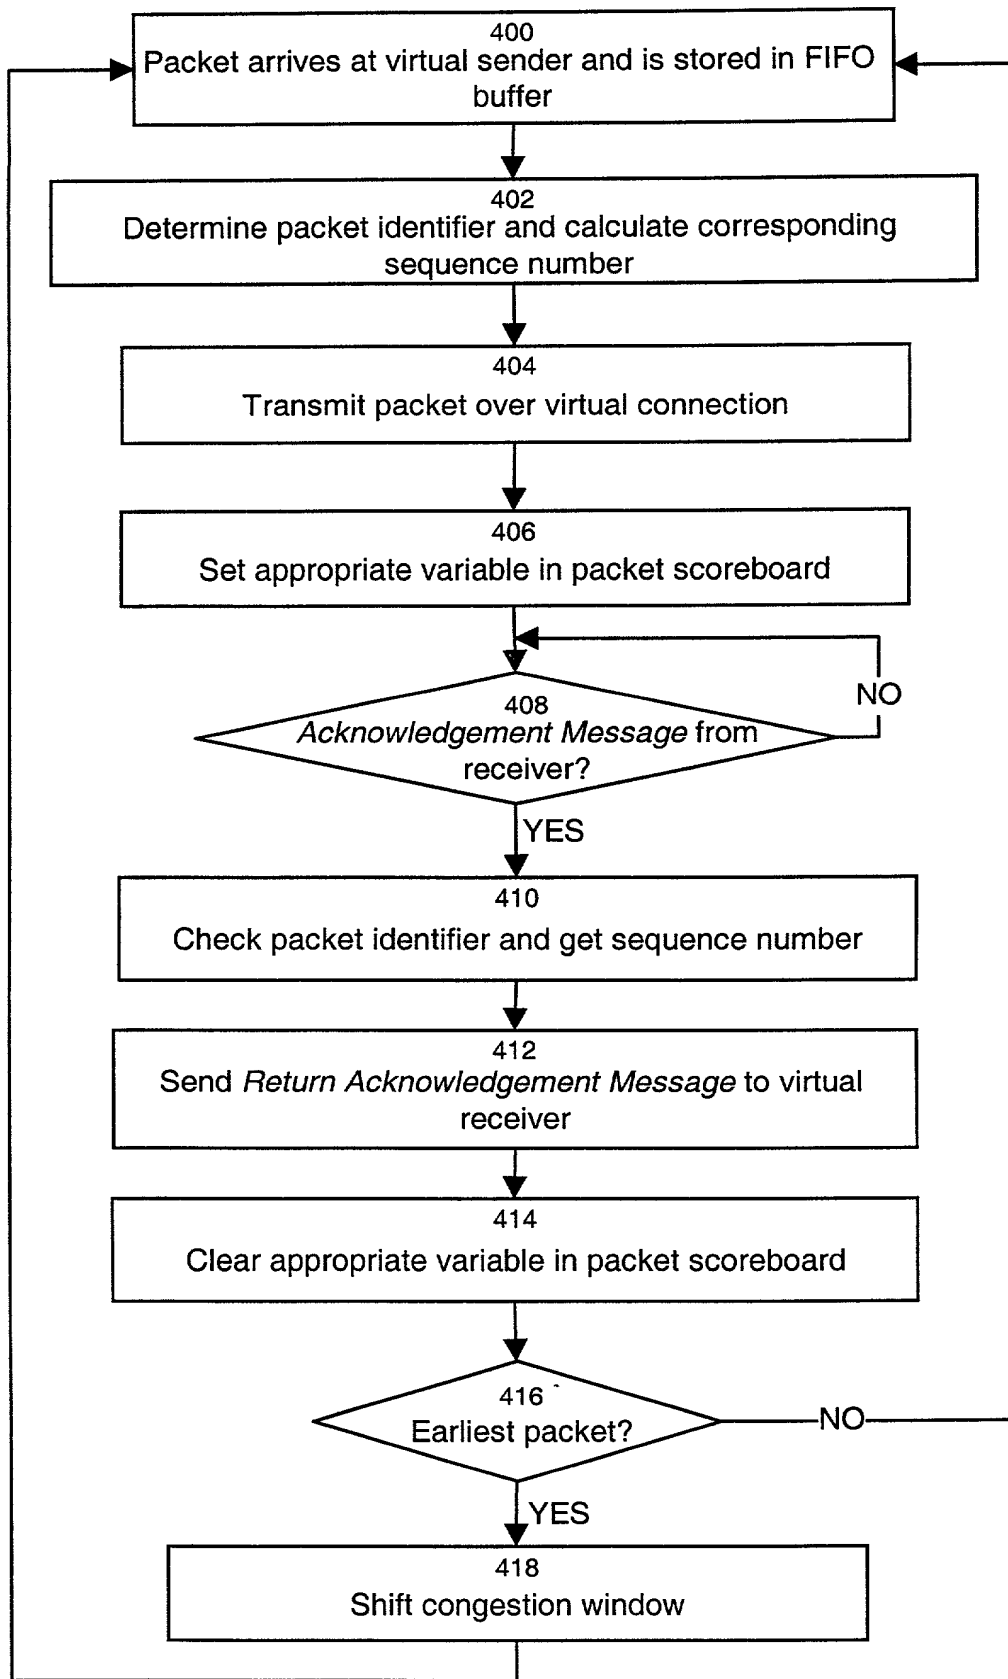 400
Packet arrives at virtual sender and is stored in FIFO
buffer
402
Determine packet identifier and calculate corresponding
sequence number
404
Transmit packet over virtual connection
406
Set appropriate variable in packet scoreboard
NO
408
Acknowledgement Message from
receiver?
YES
410
Check packet identifier and get sequence number
412
Send Return Acknowledgement Message to virtual
receiver
414
Clear appropriate variable in packet scoreboard
416
Earliest packet?
NO
YES
418
Shift congestion window